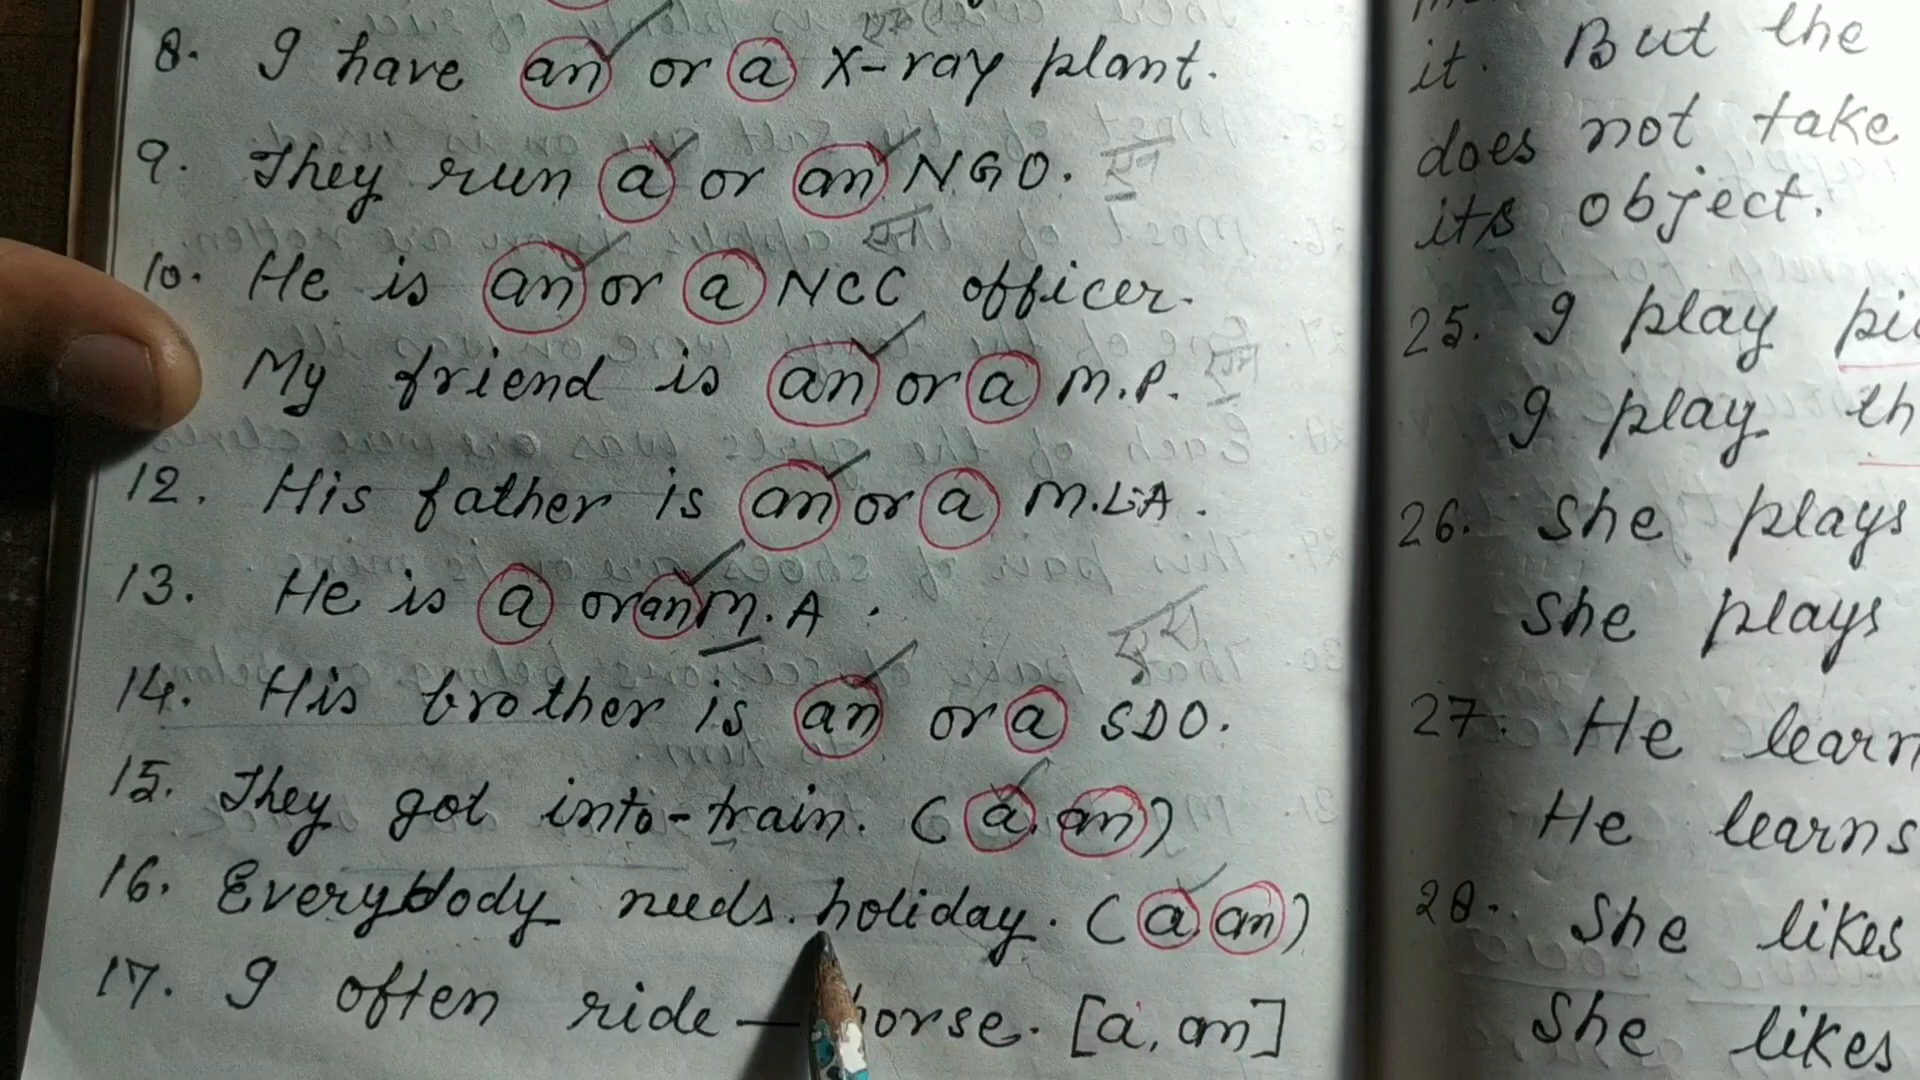 8. I have an or a X-ray plant.
9. They run a or an NGO. एन
एन
10. He is an or a NCC officer.
My friend is an or a M.P. एम
12. His father is an or a M.L.A.
13. He is a or an M.A.
एस
14. His brother is an or a SDO.
15. They got into-train. (a, an)
16. Everybody needs. holiday. (a, an)
17. I often ride — horse. [a, an]
it. But the
does not take
its object.
25. I play
I play
26. She plays
She plays
27. He learn
He learns
28. She likes
She likes